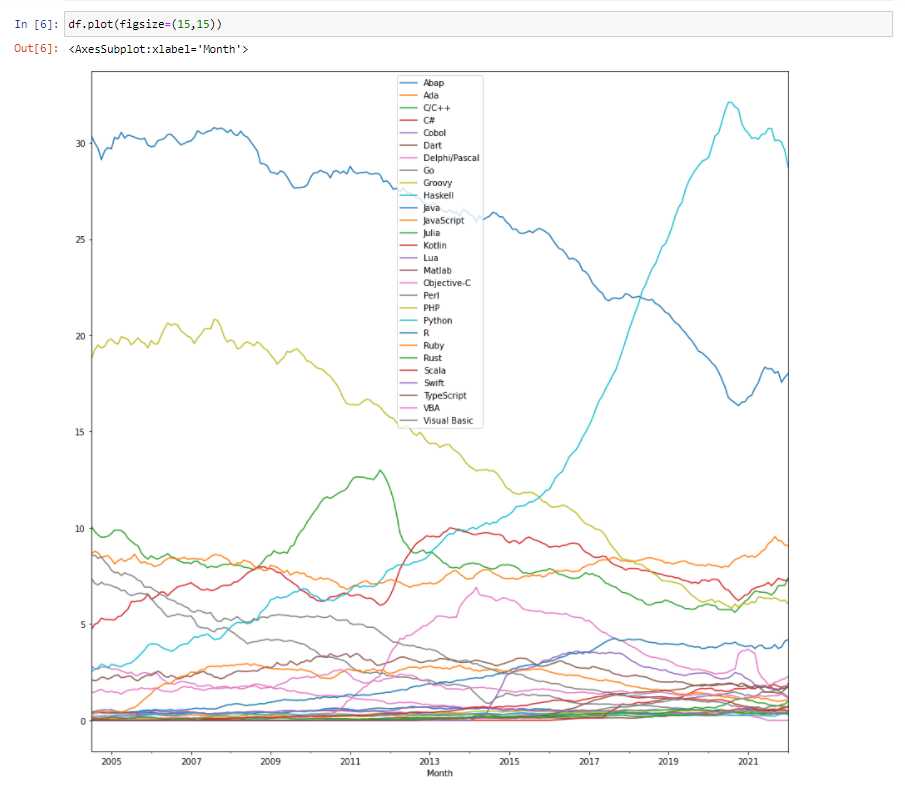 In [6]: df.plot(figsize=(15,15))
Out[6]: <AxesSubplot:xlabel='Month'>
Abap
Ada
C/C++
C#
Cobol
Dart
Delphi/Pascal
Go
Groovy
Haskell
Java
JavaScript
Julia
Kotlin
Lua
Matlab
Objective-C
Perl
PHP
Python
R
Ruby
Rust
Scala
Swift
TypeScript
VBA
Visual Basic
30
25
20
15
10
5
0
2005 2007 2009 2011 2013 2015 2017 2019 2021
Month